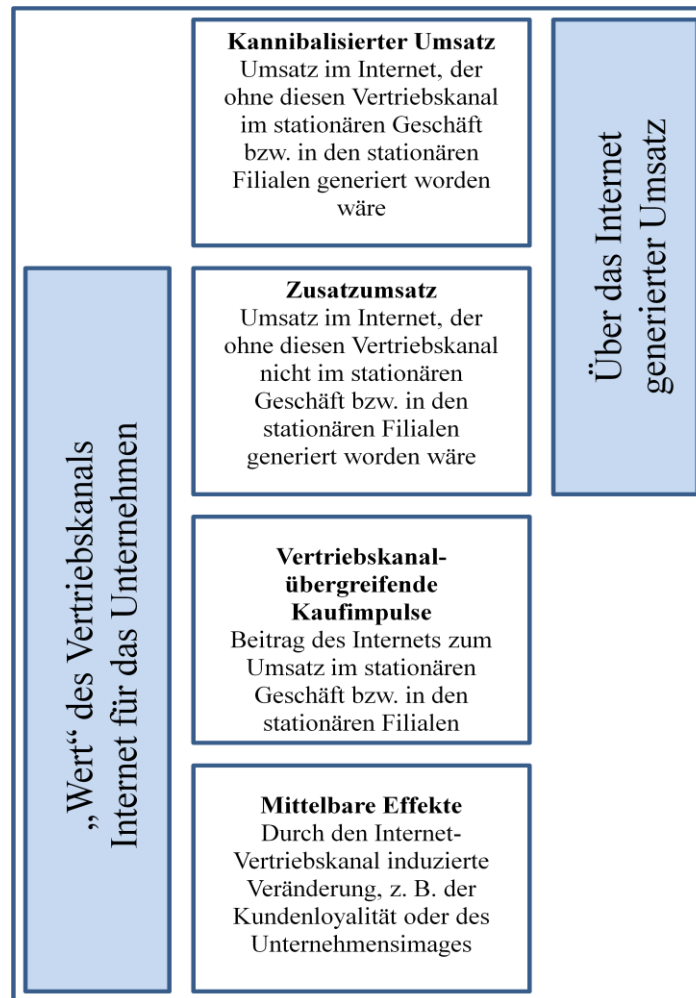 Kannibalisierter Umsatz
Umsatz im Internet, der
ohne diesen Vertriebskanal
im stationären Geschäft
bzw. in den stationären
Filialen generiert worden
wäre
Über das Internet
generierter Umsatz
Zusatzumsatz
Umsatz im Internet, der
ohne diesen Vertriebskanal
nicht im stationären
Geschäft bzw. in den
stationären Filialen
generiert worden wäre
„Wert“ des Vertriebskanals
Internet für das Unternehmen
Vertriebskanal-
übergreifende
Kaufimpulse
Beitrag des Internets zum
Umsatz im stationären
Geschäft bzw. in den
stationären Filialen
Mittelbare Effekte
Durch den Internet-
Vertriebskanal induzierte
Veränderung, z. B. der
Kundenloyalität oder des
Unternehmensimages